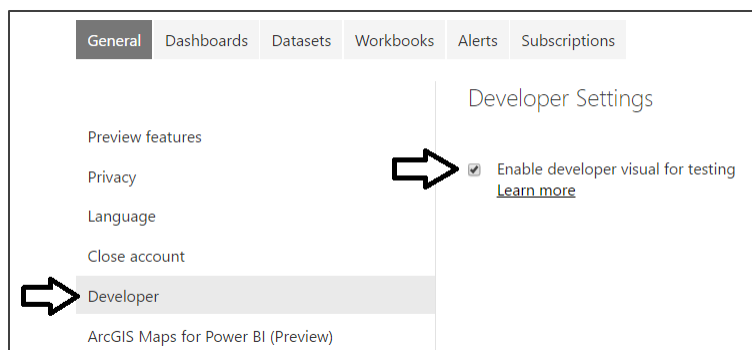 General Dashboards Datasets Workbooks Alerts Subscriptions
Developer Settings
Preview features
Enable developer visual for testing
Privacy
Learn more
Language
Close account
Developer
ArcGIS Maps for Power BI (Preview)